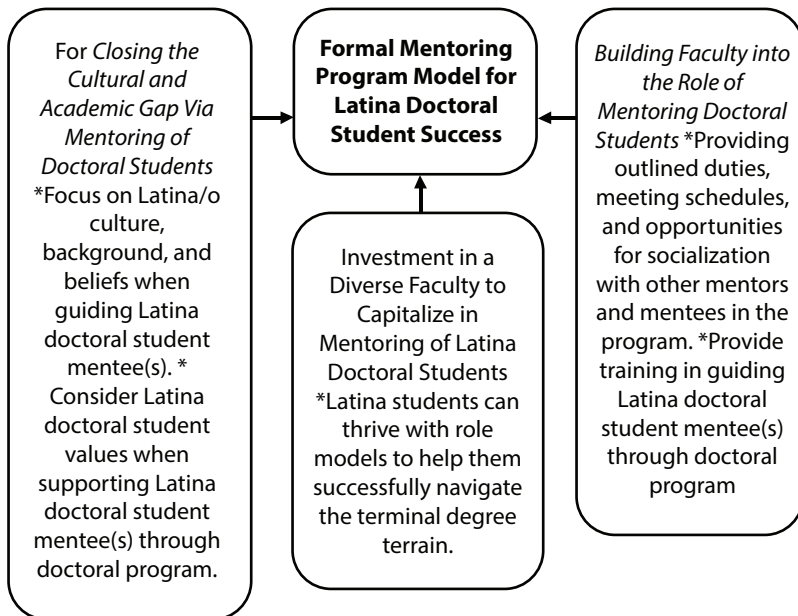 For Closing the
Cultural and
Academic Gap Via
Mentoring of
Doctoral Students
*Focus on Latina/o
culture,
background, and
beliefs when
guiding Latina
doctoral student
mentee(s). *
Consider Latina
doctoral student
values when
supporting Latina
doctoral student
mentee(s) through
doctoral program.
Formal Mentoring
Program Model for
Latina Doctoral
Student Success
Investment in a
Diverse Faculty to
Capitalize in
Mentoring of Latina
Doctoral Students
*Latina students can
thrive with role
models to help them
successfully navigate
the terminal degree
terrain.
Building Faculty into
the Role of
Mentoring Doctoral
Students *Providing
outlined duties,
meeting schedules,
and opportunities
for socialization
with other mentors
and mentees in the
program. *Provide
training in guiding
Latina doctoral
student mentee(s)
through doctoral
program